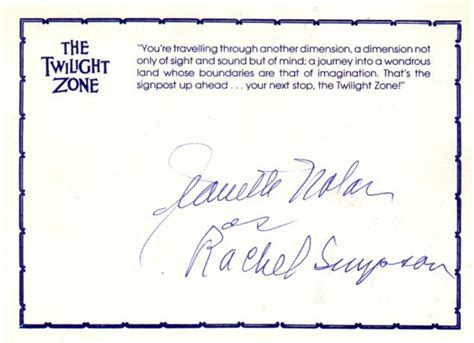 THE
TWILIGHT
ZONE
"You're travelling through another dimension, a dimension not
only of sight and sound but of mind; a journey into a wondrous
land whose boundaries are that of imagination. That's the
signpost up ahead . . . your next stop, the Twilight Zone!"
Jeanette Nolan
as
Rachel Simpson